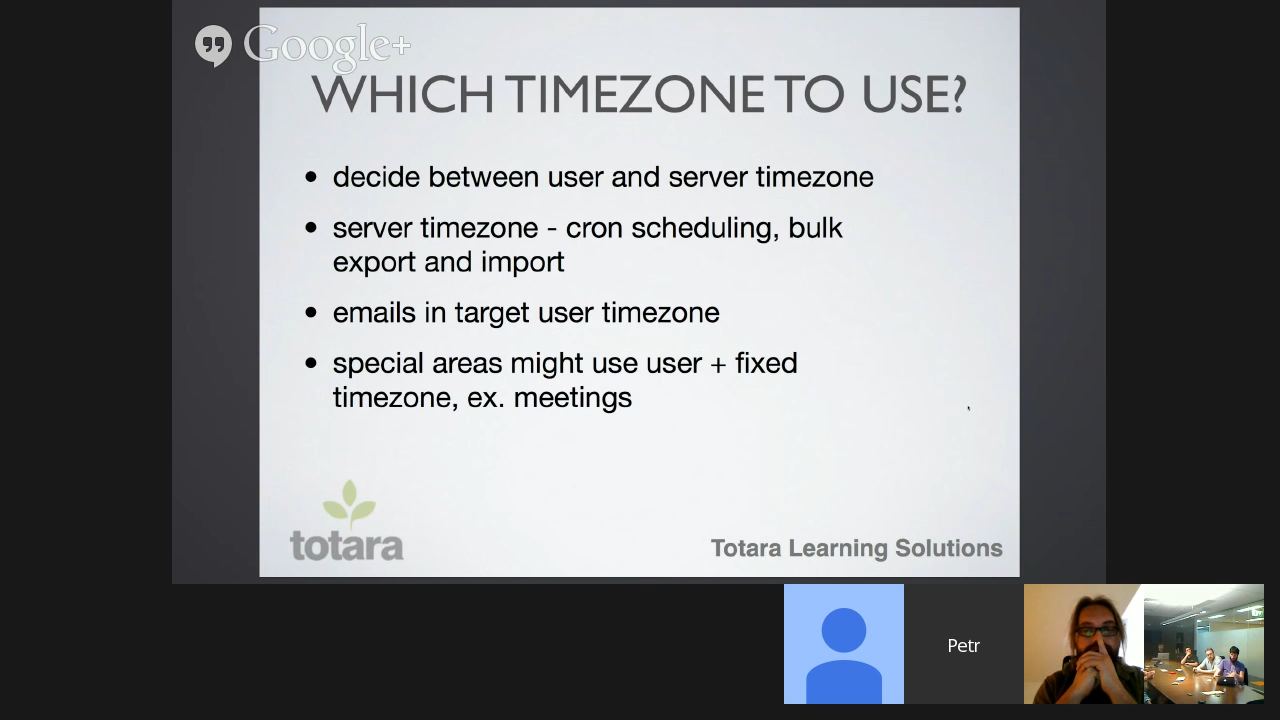 Google+
WHICH TIMEZONE TO USE?
• decide between user and server timezone
• server timezone - cron scheduling, bulk
export and import
• emails in target user timezone
• special areas might use user + fixed
timezone, ex. meetings
totara
Totara Learning Solutions
Petr